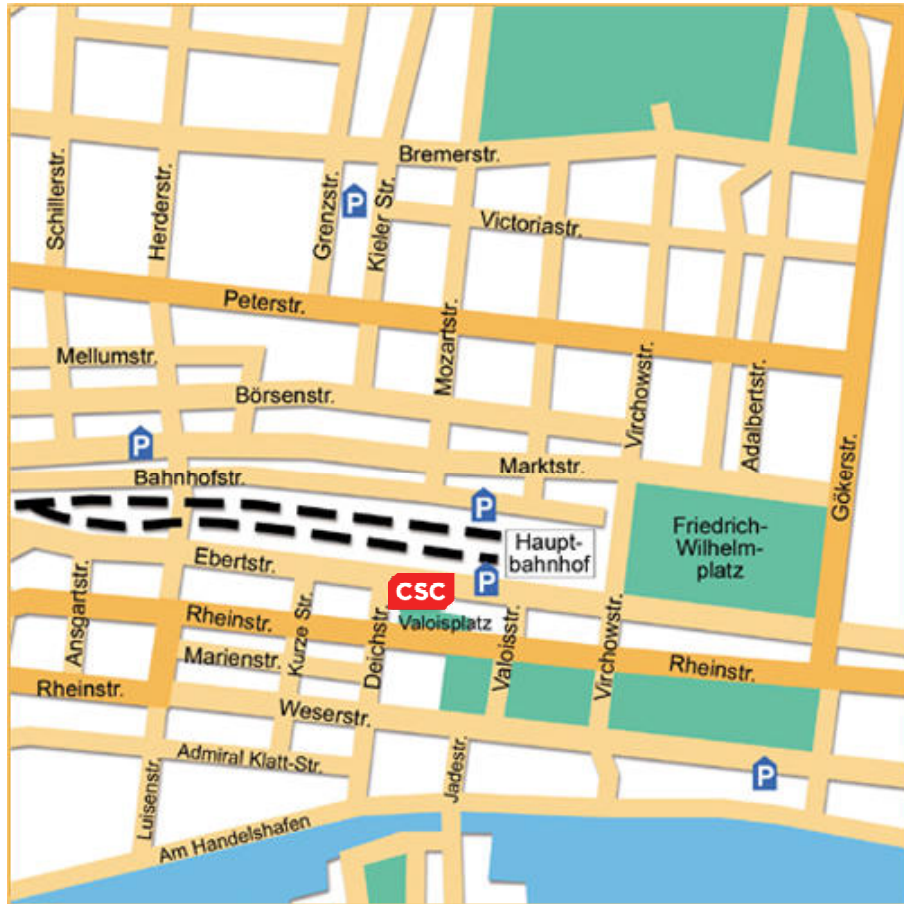 Bremerstr.
Schillerstr.
Herderstr.
Grenzstr.
P
Kieler Str.
Victoriastr.
Peterstr.
Mozartstr.
Mellumstr.
Börsenstr.
Virchowstr.
Adalbertstr.
P
Marktstr.
Gökerstr.
Bahnhofstr.
P
Haupt-
bahnhof
Friedrich-
Wilhelm-
platz
Ebertstr.
P
CSC
Ansgartstr.
Rheinstr.
Kurze Str.
Deichstr.
Valoisplatz
Valoisstr.
Virchowstr.
Marienstr.
Rheinstr.
Rheinstr.
Weserstr.
Admiral Klatt-Str.
Jadestr.
P
Luisenstr.
Am Handelshafen